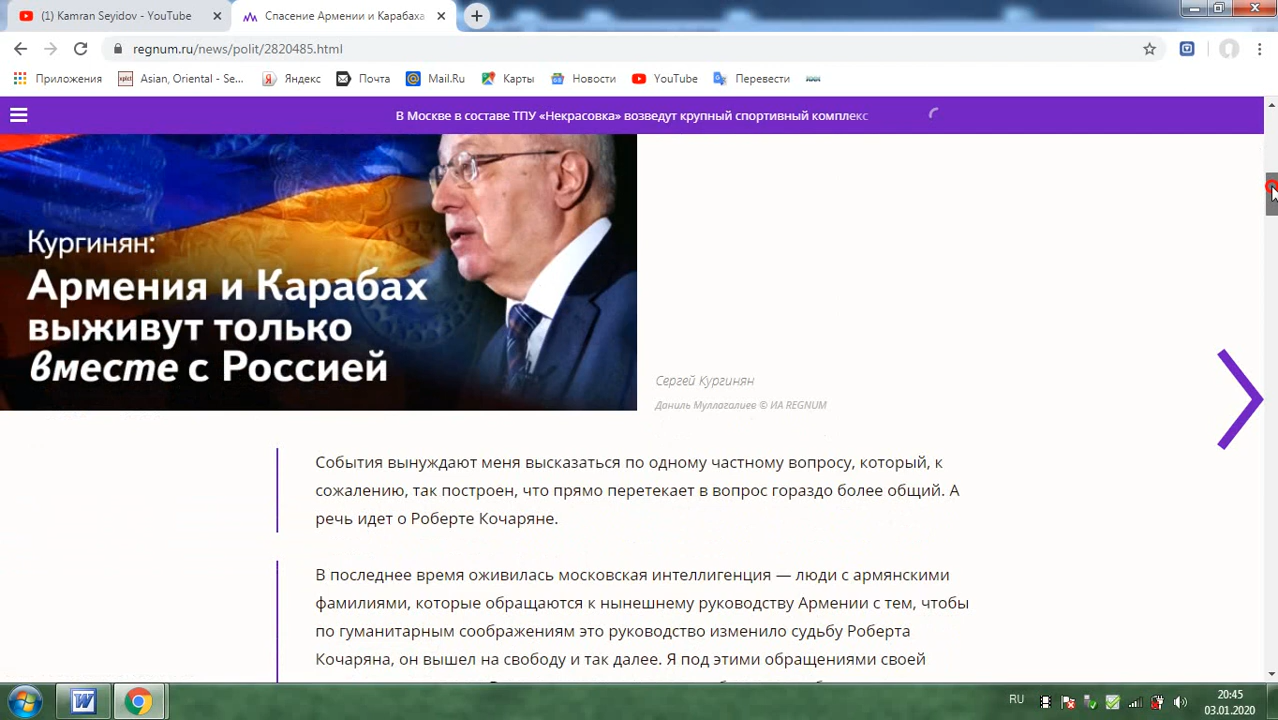 (1) Kamran Seyidov - YouTube
Спасение Армении и Карабаха
regnum.ru/news/polit/2820485.html
Приложения
Asian, Oriental - Se...
Яндекс
Почта
Mail.Ru
Карты
Новости
YouTube
Перевести
В Москве в составе ТПУ «Некрасовка» возведут крупный спортивный комплекс
Кургинян:
Армения и Карабах
выживут только
вместе с Россией
Сергей Кургинян
Даниль Муллагалиев © ИА REGNUM
События вынуждают меня высказаться по одному частному вопросу, который, к
сожалению, так построен, что прямо перетекает в вопрос гораздо более общий. А
речь идет о Роберте Кочаряне.
В последнее время оживилась московская интеллигенция — люди с армянскими
фамилиями, которые обращаются к нынешнему руководству Армении с тем, чтобы
по гуманитарным соображениям это руководство изменило судьбу Роберта
Кочаряна, он вышел на свободу и так далее. Я под этими обращениями своей
RU
20:45
03.01.2020